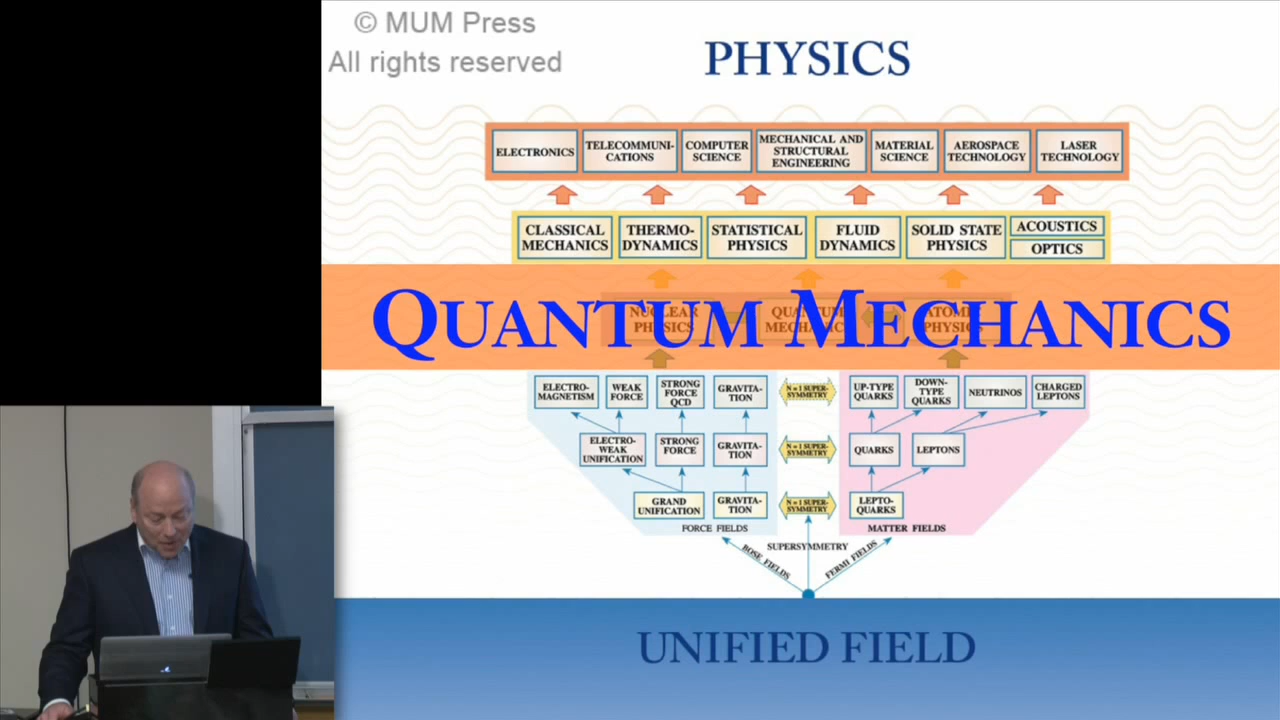 © MUM Press
All rights reserved
PHYSICS
ELECTRONICS
TELECOMMUNI-
CATIONS
COMPUTER
SCIENCE
MECHANICAL AND
STRUCTURAL
ENGINEERING
MATERIAL
SCIENCE
AEROSPACE
TECHNOLOGY
LASER
TECHNOLOGY
CLASSICAL
MECHANICS
THERMO-
DYNAMICS
STATISTICAL
PHYSICS
FLUID
DYNAMICS
SOLID STATE
PHYSICS
ACOUSTICS
OPTICS
QUANTUM MECHANICS
NUCLEAR
PHYSICS
QUANTUM
MECHANICS
ATOMIC
PHYSICS
ELECTRO-
MAGNETISM
WEAK
FORCE
STRONG
FORCE
QCD
GRAVITA-
TION
N = 1 SUPER-
SYMMETRY
UP-TYPE
QUARKS
DOWN-
TYPE
QUARKS
NEUTRINOS
CHARGED
LEPTONS
ELECTRO-
WEAK
UNIFICATION
STRONG
FORCE
GRAVITA-
TION
N = 1 SUPER-
SYMMETRY
QUARKS
LEPTONS
GRAND
UNIFICATION
GRAVITA-
TION
N = 1 SUPER-
SYMMETRY
LEPTO-
QUARKS
FORCE FIELDS
MATTER FIELDS
SUPERSYMMETRY
BOSE FIELDS
FERMI FIELDS
UNIFIED FIELD